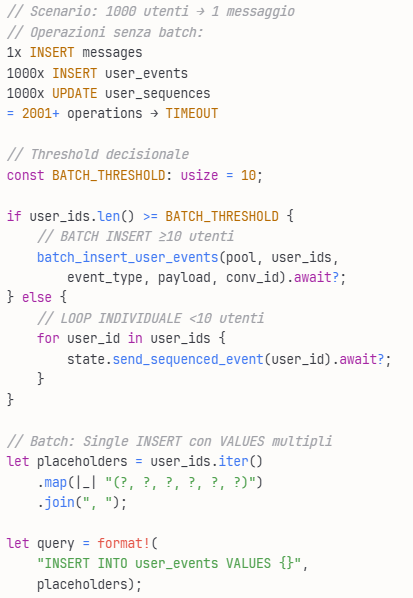 // Scenario: 1000 utenti → 1 messaggio
// Operazioni senza batch:
1x INSERT messages
1000x INSERT user_events
1000x UPDATE user_sequences
= 2001+ operations → TIMEOUT

// Threshold decisionale
const BATCH_THRESHOLD: usize = 10;

if user_ids.len() >= BATCH_THRESHOLD {
    // BATCH INSERT ≥10 utenti
    batch_insert_user_events(pool, user_ids,
        event_type, payload, conv_id).await?;
} else {
    // LOOP INDIVIDUALE <10 utenti
    for user_id in user_ids {
        state.send_sequenced_event(user_id).await?;
    }
}

// Batch: Single INSERT con VALUES multipli
let placeholders = user_ids.iter()
    .map(|_| "(?, ?, ?, ?, ?, ?)")
    .join(", ");

let query = format!(
    "INSERT INTO user_events VALUES {}",
    placeholders);